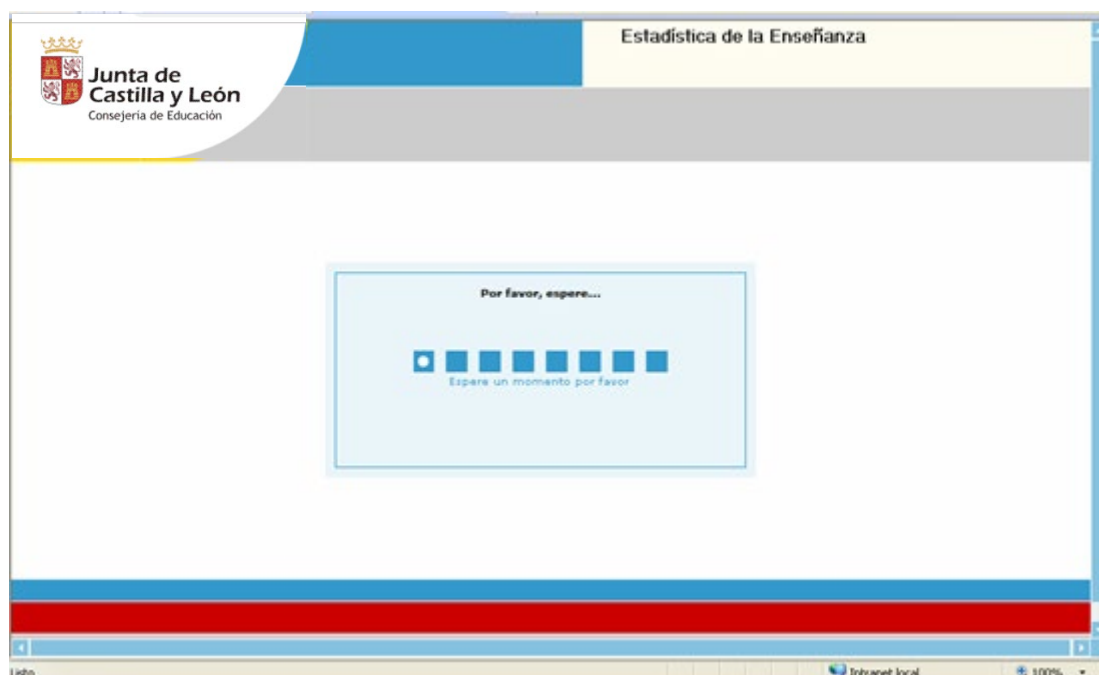 Estadística de la Enseñanza
Junta de
Castilla y León
Consejería de Educación
Por favor, espere...
Espere un momento por favor
Listo
Intranet local
100%